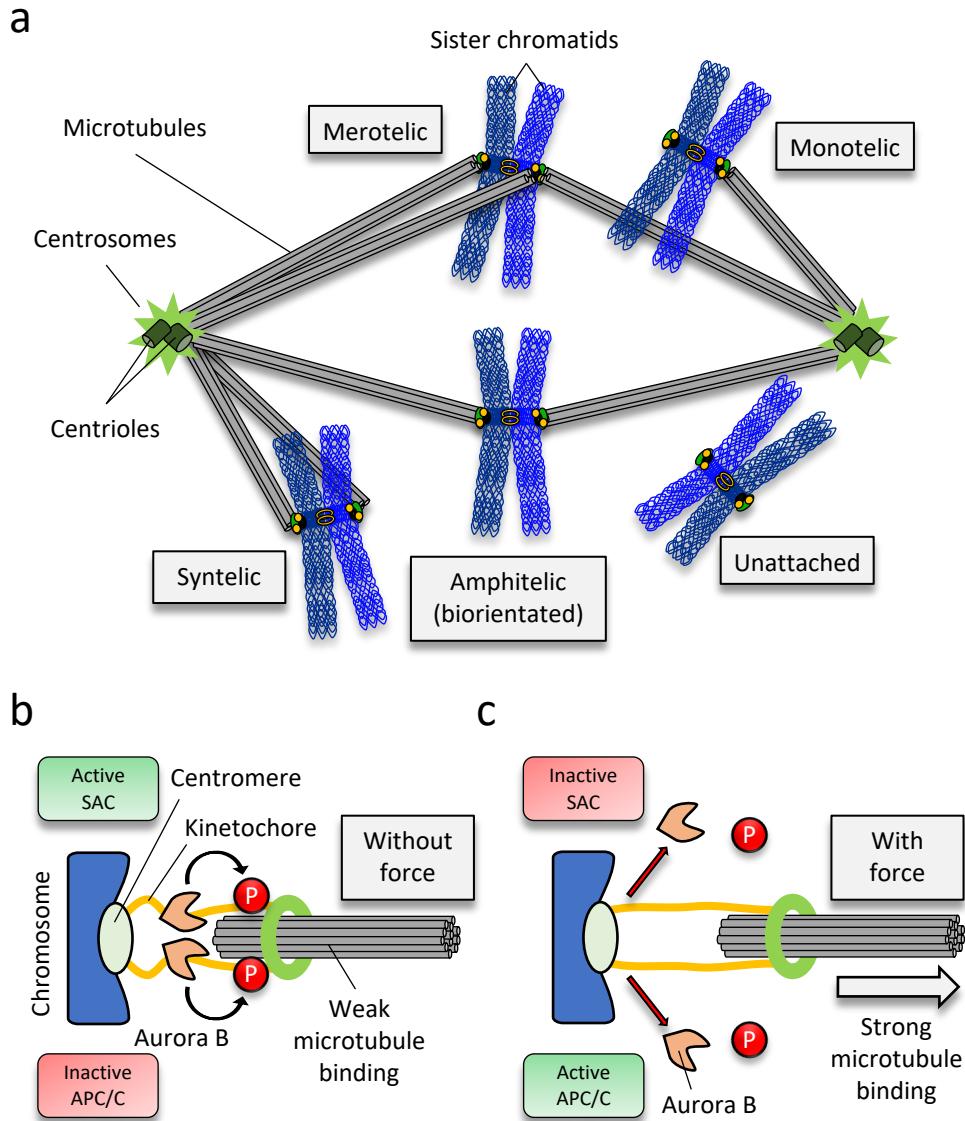 a
Sister chromatids
Microtubules
Merotelic
Monotelic
Centrosomes
Centrioles
Syntelic
Amphitelic
(biorientated)
Unattached
b
Active
SAC
Centromere
Kinetochore
Without
force
Chromosome
P
P
Aurora B
Weak
microtubule
binding
Inactive
APC/C
c
Inactive
SAC
P
With
force
P
Strong
microtubule
binding
Aurora B
Active
APC/C